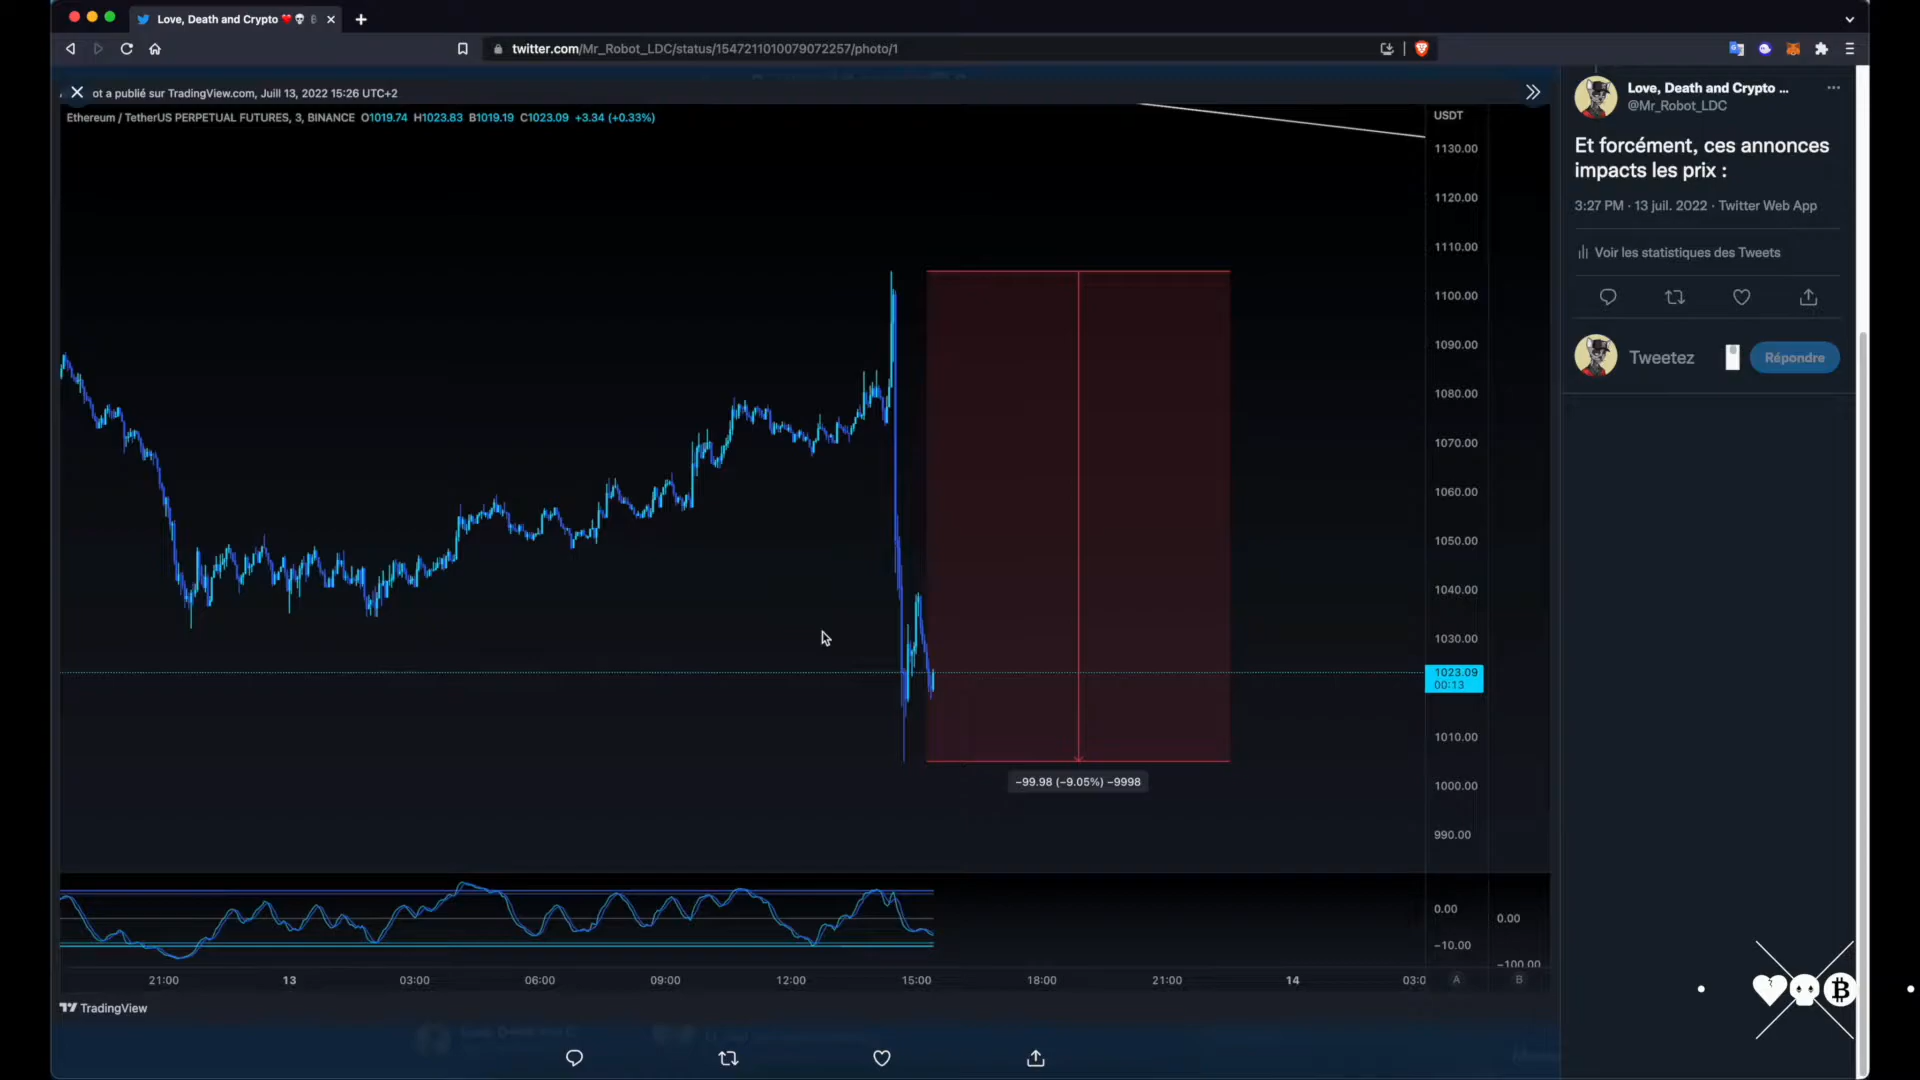 Love, Death and Crypto ❤️💀 ₿
twitter.com/Mr_Robot_LDC/status/1547211010079072257/photo/1
ot a publié sur TradingView.com, Juill 13, 2022 15:26 UTC+2
Ethereum / TetherUS PERPETUAL FUTURES, 3, BINANCE O1019.74 H1023.83 B1019.19 C1023.09 +3.34 (+0.33%)
USDT
1130.00
1120.00
1110.00
1100.00
1090.00
1080.00
1070.00
1060.00
1050.00
1040.00
1030.00
1023.09
00:13
1010.00
1000.00
990.00
−99.98 (−9.05%) −9998
0.00
−10.00
0.00
−100.00
21:00 13 03:00 06:00 09:00 12:00 15:00 18:00 21:00 14 03:0 A B
TradingView
Love, Death and Crypto ...
@Mr_Robot_LDC
Et forcément, ces annonces
impacts les prix :
3:27 PM · 13 juil. 2022 · Twitter Web App
Voir les statistiques des Tweets
Tweetez
Répondre